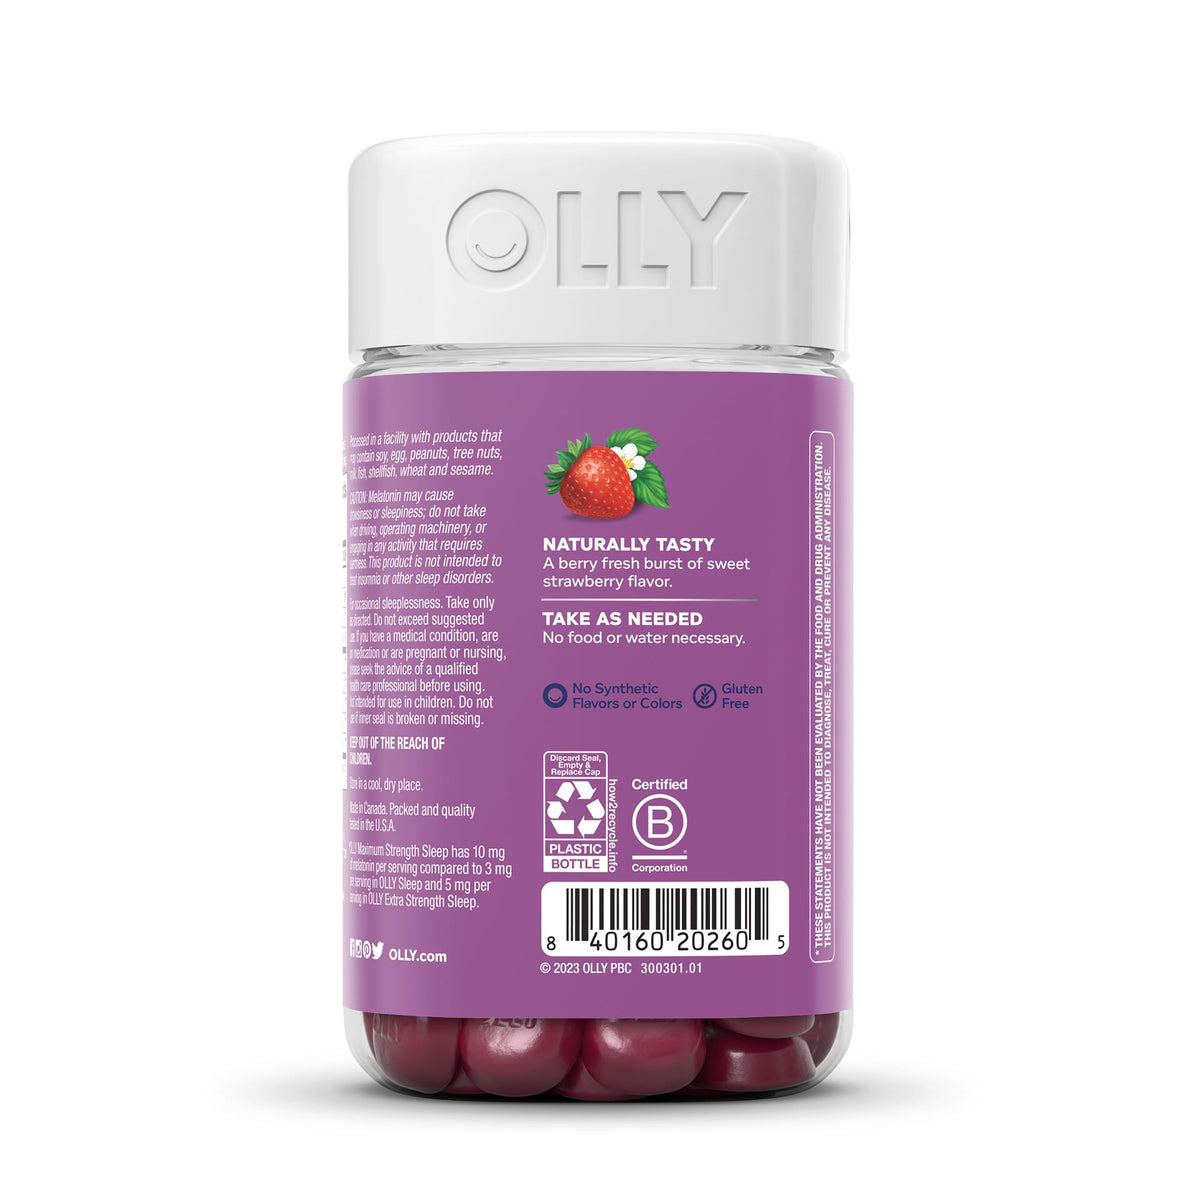 OLLY
Processed in a facility with products that
may contain soy, egg, peanuts, tree nuts,
milk, fish, shellfish, wheat and sesame.
CAUTION: Melatonin may cause
drowsiness or sleepiness; do not take
when driving, operating machinery, or
engaging in any activity that requires
alertness. This product is not intended to
treat insomnia or other sleep disorders.
For occasional sleeplessness. Take only
as directed. Do not exceed suggested
use. If you have a medical condition, are
on medication or are pregnant or nursing,
please seek the advice of a qualified
health care professional before using.
Not intended for use in children. Do not
use if inner seal is broken or missing.
KEEP OUT OF THE REACH OF
CHILDREN.
Store in a cool, dry place.
Made in Canada. Packed and quality
tested in the U.S.A.
*OLLY Maximum Strength Sleep has 10 mg
of melatonin per serving compared to 3 mg
per serving in OLLY Sleep and 5 mg per
serving in OLLY Extra Strength Sleep.
OLLY.com
NATURALLY TASTY
A berry fresh burst of sweet
strawberry flavor.
TAKE AS NEEDED
No food or water necessary.
No Synthetic
Flavors or Colors
Gluten
Free
Discard Seal,
Empty &
Replace Cap
PLASTIC
BOTTLE
how2recycle.info
Certified
B
Corporation
8 40160 20260 5
© 2023 OLLY PBC 300301.01
* THESE STATEMENTS HAVE NOT BEEN EVALUATED BY THE FOOD AND DRUG ADMINISTRATION.
THIS PRODUCT IS NOT INTENDED TO DIAGNOSE, TREAT, CURE OR PREVENT ANY DISEASE.
OLLY